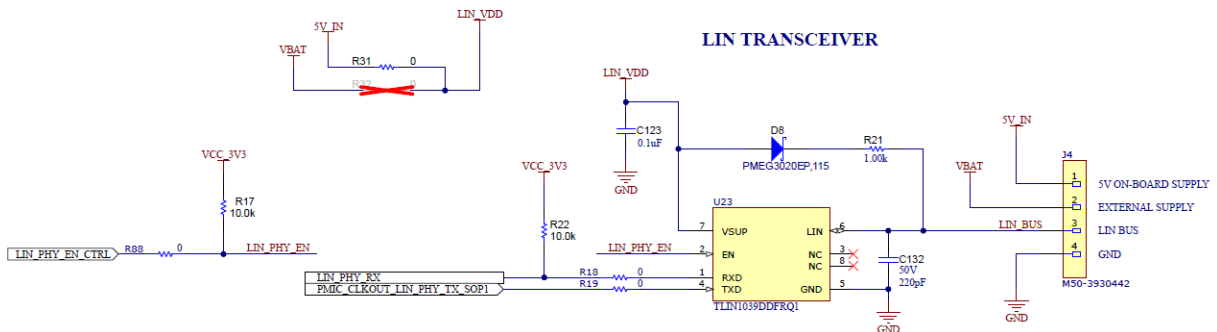 LIN_VDD
5V_IN
VBAT
R31 0
R32 0
LIN TRANSCEIVER
LIN_VDD
C123
0.1uF
GND
D8
PMEG3020EP,115
R21
1.00k
5V_IN
VBAT
J4
1 5V ON-BOARD SUPPLY
2 EXTERNAL SUPPLY
LIN_BUS 3 LIN BUS
4 GND
M50-3930442
GND
VCC_3V3
R17
10.0k
LIN_PHY_EN_CTRL R88 0 LIN_PHY_EN
VCC_3V3
R22
10.0k
U23
7 VSUP LIN 6
LIN_PHY_EN 2 EN NC 3
NC 8
LIN_PHY_RX R18 0 1 RXD
PMIC_CLKOUT_LIN_PHY_TX_SOP1 R19 0 4 TXD GND 5
TLIN1039DDFRQ1
C132
50V
220pF
GND